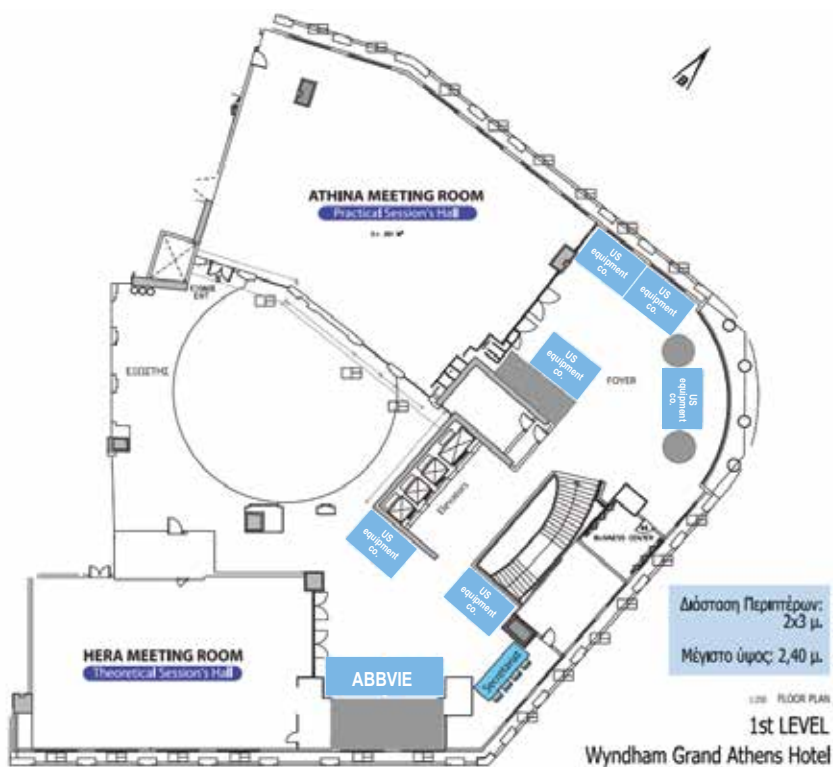 ATHINA MEETING ROOM
Practical Session's Hall
US
equipment
co.
US
equipment
co.
US
equipment
co.
FOYER
US
equipment
co.
ΕΞΩΣΤΗΣ
Elevators
US
equipment
co.
BUSINESS CENTER
US
equipment
co.
HERA MEETING ROOM
Theoretical Session's Hall
ABBVIE
Secretariat
Διάσταση Περιπτέρων:
2x3 μ.
Μέγιστο ύψος: 2,40 μ.
FLOOR PLAN
1st LEVEL
Wyndham Grand Athens Hotel